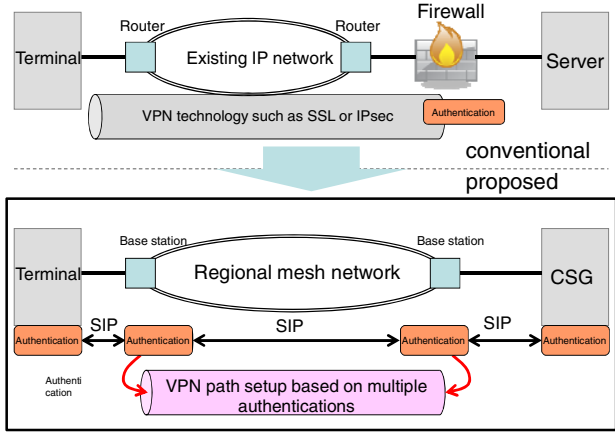 Firewall
Router
Router
Terminal
Existing IP network
Server
VPN technology such as SSL or IPsec
Authentication
conventional
proposed
Base station
Base station
Terminal
Regional mesh network
CSG
SIP
SIP
SIP
Authentication
Authentication
Authentication
Authentication
Authenti
cation
VPN path setup based on multiple
authentications